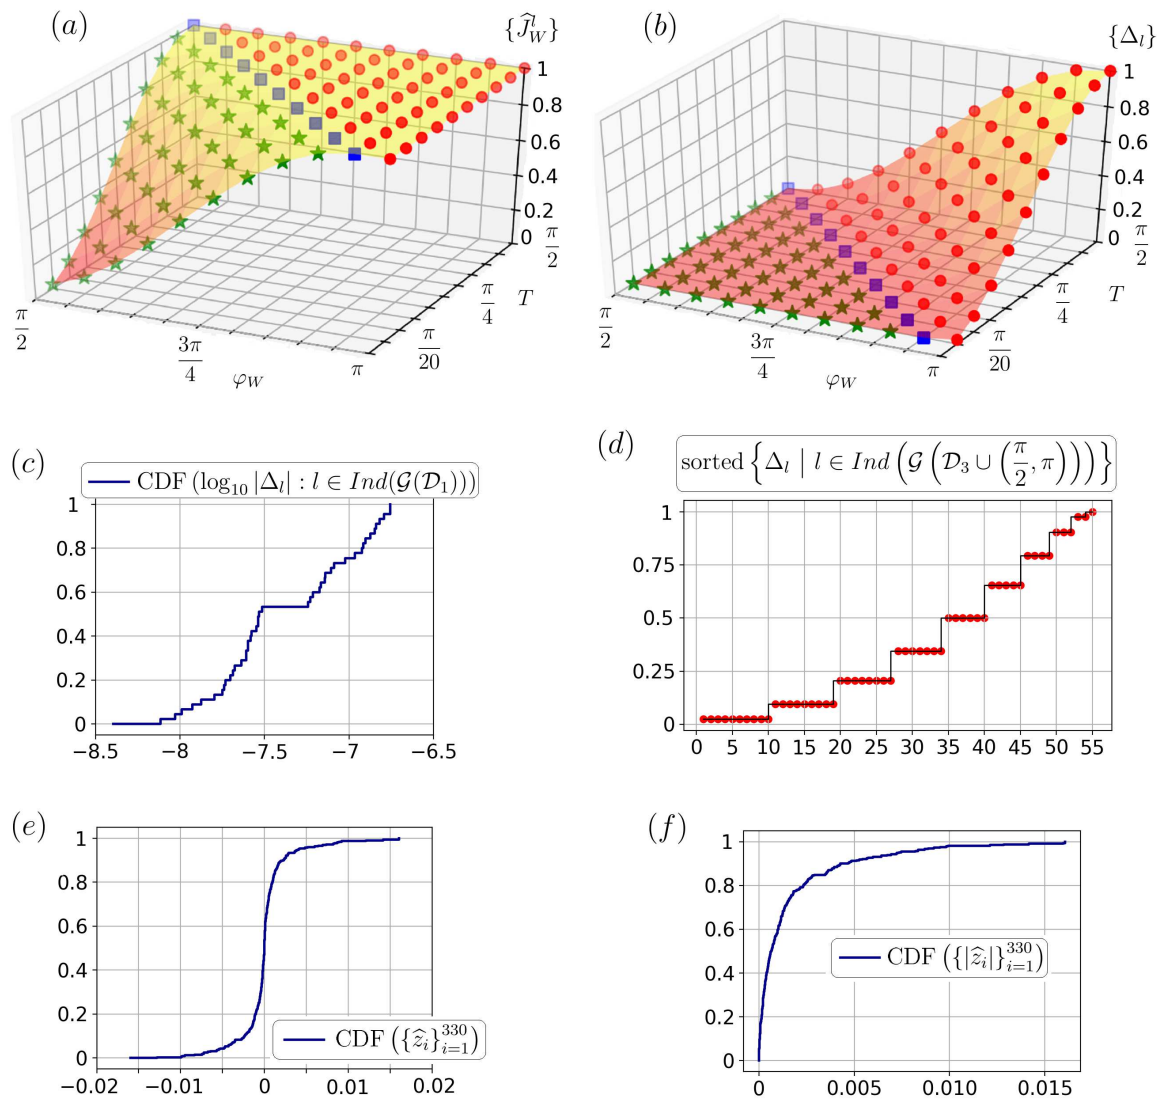 (a)
{Ĵ_W^l}
1
0.8
0.6
0.4
0.2
0
π/2
π/4
T
π/20
π
3π/4
φ_W
π/2
(b)
{Δ_l}
1
0.8
0.6
0.4
0.2
0
π/2
π/4
T
π/20
π
3π/4
φ_W
π/2
(c)
CDF (log₁₀ |Δ_l| : l ∈ Ind(𝒢(𝒟₁)))
1
0.8
0.6
0.4
0.2
0
−8.5 −8 −7.5 −7 −6.5
(d)
sorted {Δ_l | l ∈ Ind (𝒢 (𝒟₃ ∪ (π/2, π)))}
1
0.75
0.5
0.25
0
0 5 10 15 20 25 30 35 40 45 50 55
(e)
1
0.8
0.6
0.4
0.2
0
CDF ({ẑ_i}_{i=1}^{330})
−0.02 −0.01 0 0.01 0.02
(f)
1
0.8
0.6
0.4
0.2
0
CDF ({|ẑ_i|}_{i=1}^{330})
0 0.005 0.010 0.015